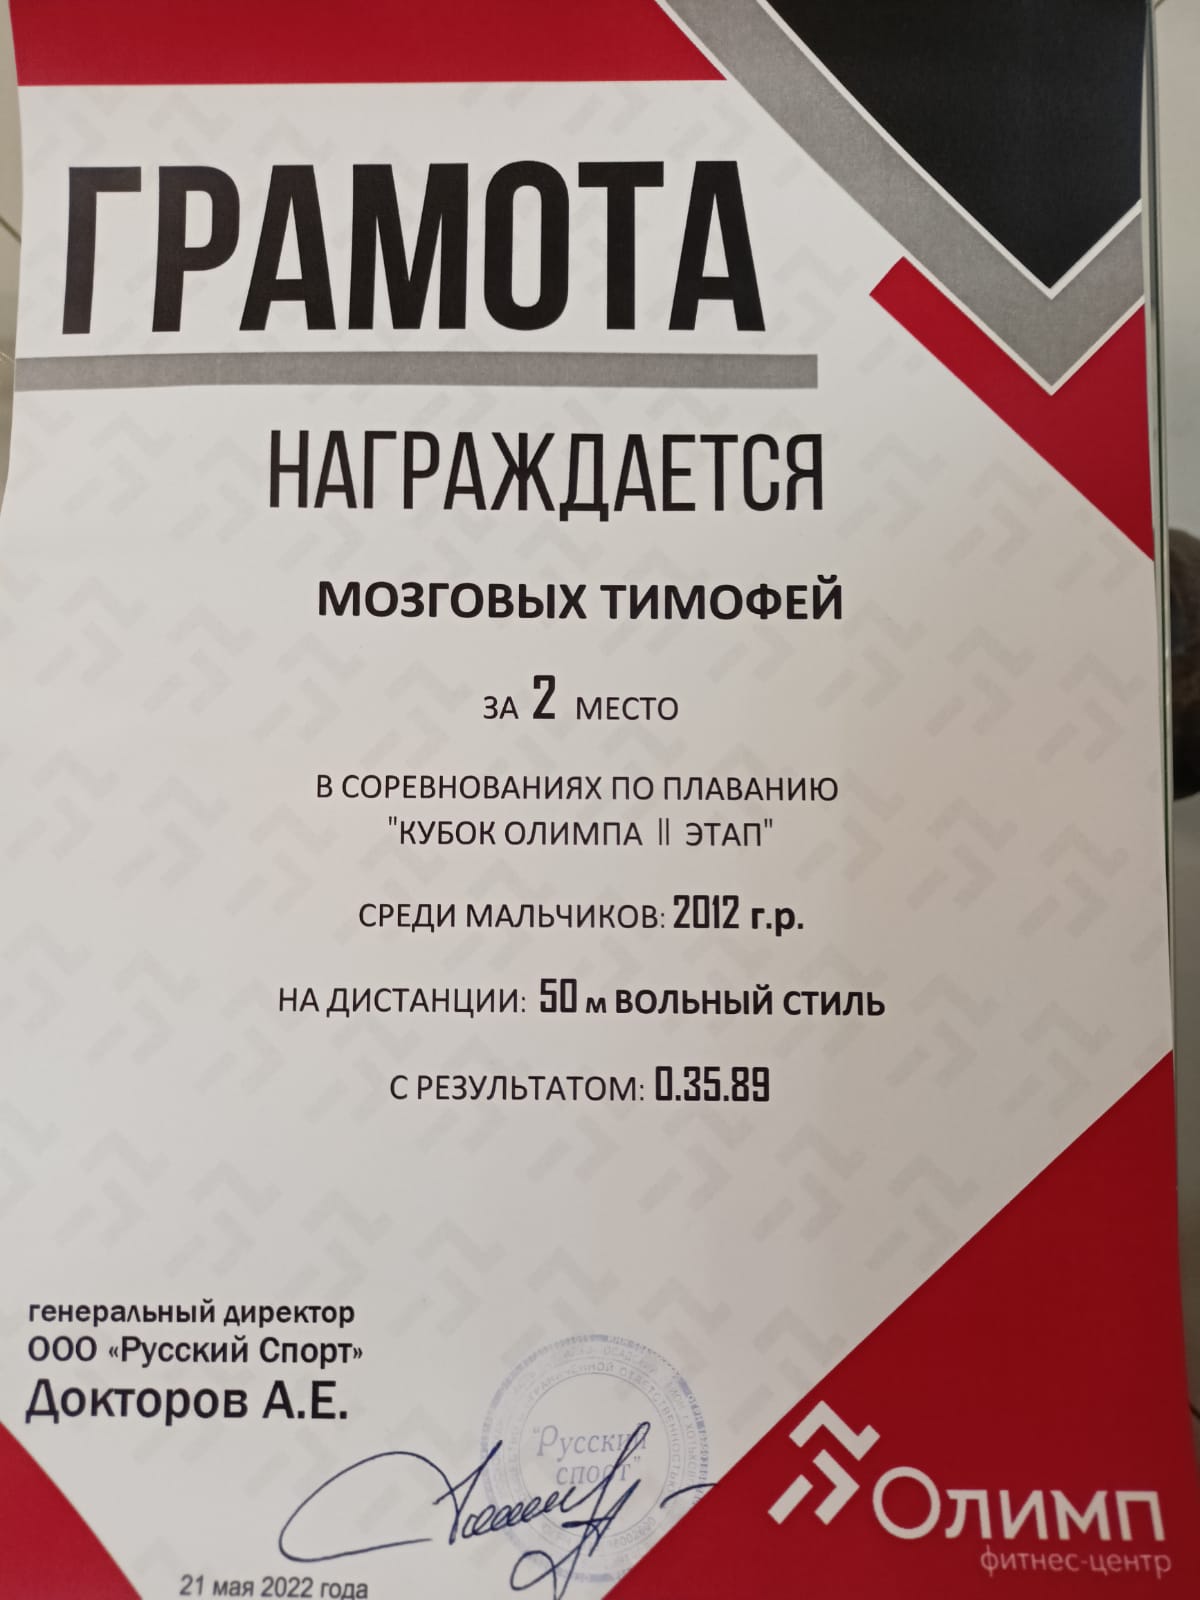 ГРАМОТА
НАГРАЖДАЕТСЯ
МОЗГОВЫХ ТИМОФЕЙ
ЗА 2 МЕСТО
В СОРЕВНОВАНИЯХ ПО ПЛАВАНИЮ
"КУБОК ОЛИМПА II ЭТАП"
СРЕДИ МАЛЬЧИКОВ: 2012 г.р.
НА ДИСТАНЦИИ: 50 м ВОЛЬНЫЙ СТИЛЬ
С РЕЗУЛЬТАТОМ: 0.35.89
генеральный директор
ООО «Русский Спорт»
Докторов А.Е.
"Русский
спорт"
21 мая 2022 года
Олимп
фитнес-центр